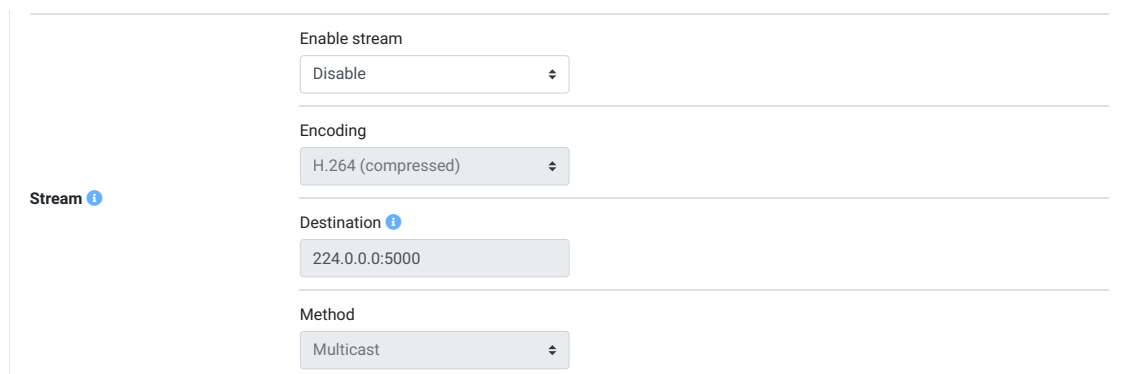 Enable stream
Disable
Encoding
H.264 (compressed)
Stream
Destination
224.0.0.0:5000
Method
Multicast